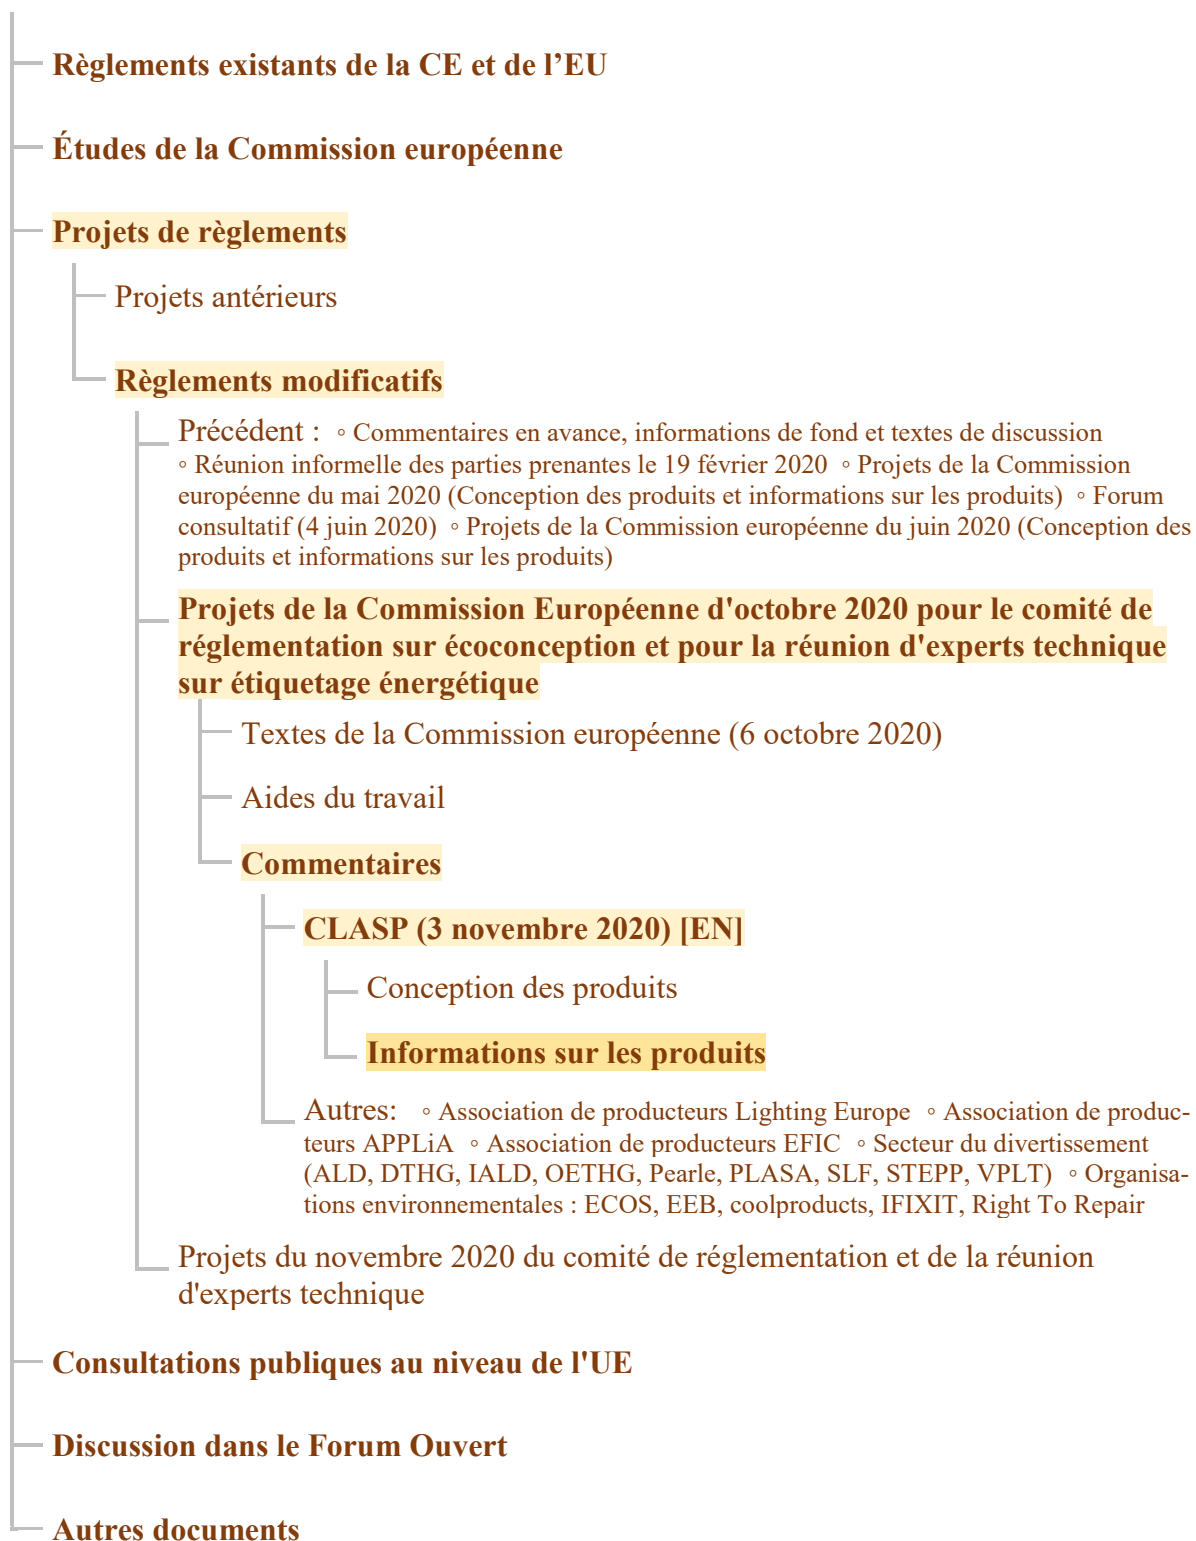 Règlements existants de la CE et de l’EU
Études de la Commission européenne
Projets de règlements
Projets antérieurs
Règlements modificatifs
Précédent : ◦ Commentaires en avance, informations de fond et textes de discussion
◦ Réunion informelle des parties prenantes le 19 février 2020 ◦ Projets de la Commission
européenne du mai 2020 (Conception des produits et informations sur les produits) ◦ Forum
consultatif (4 juin 2020) ◦ Projets de la Commission européenne du juin 2020 (Conception des
produits et informations sur les produits)
Projets de la Commission Européenne d'octobre 2020 pour le comité de
réglementation sur écoconception et pour la réunion d'experts technique
sur étiquetage énergétique
Textes de la Commission européenne (6 octobre 2020)
Aides du travail
Commentaires
CLASP (3 novembre 2020) [EN]
Conception des produits
Informations sur les produits
Autres: ◦ Association de producteurs Lighting Europe ◦ Association de produc-
teurs APPLiA ◦ Association de producteurs EFIC ◦ Secteur du divertissement
(ALD, DTHG, IALD, OETHG, Pearle, PLASA, SLF, STEPP, VPLT) ◦ Organisa-
tions environnementales : ECOS, EEB, coolproducts, IFIXIT, Right To Repair
Projets du novembre 2020 du comité de réglementation et de la réunion
d'experts technique
Consultations publiques au niveau de l'UE
Discussion dans le Forum Ouvert
Autres documents